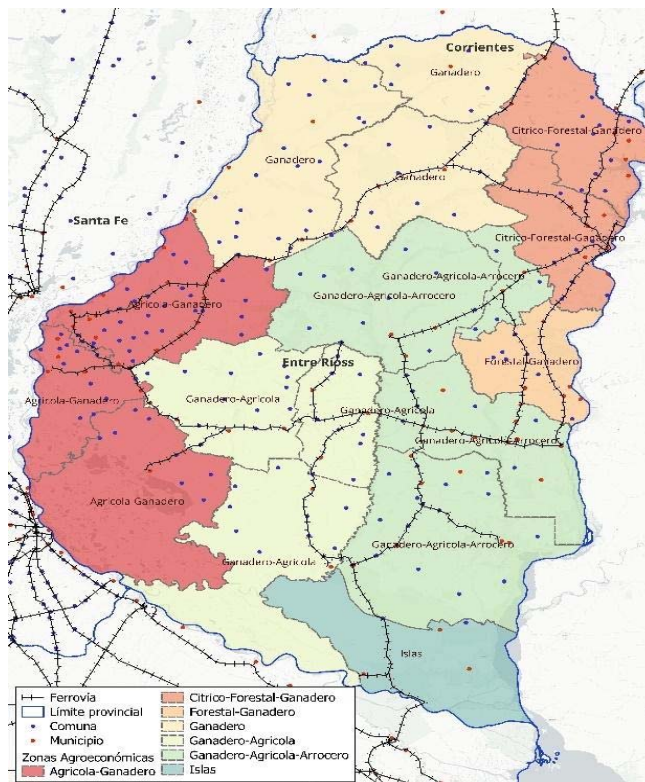 Corrientes
Ganadero
Citrico-Forestal-Ganadero
Ganadero
Ganadero
Santa Fe
Citrico-Forestal-Ganadero
Ganadero-Agricola-Arrocero
Ganadero-Agricola-Arrocero
Agricola-Ganadero
Entre Ríoss
Forestal-Ganadero
Agricola-Ganadero
Ganadero-Agricola
Ganadero-Agricola
Ganadero-Agricola-Arrocero
Agricola-Ganadero
Ganadero-Agricola-Arrocero
Ganadero-Agricola
Islas
Ferrovía
Límite provincial
Comuna
Municipio
Zonas Agroeconómicas
Agricola-Ganadero
Citrico-Forestal-Ganadero
Forestal-Ganadero
Ganadero
Ganadero-Agricola
Ganadero-Agricola-Arrocero
Islas